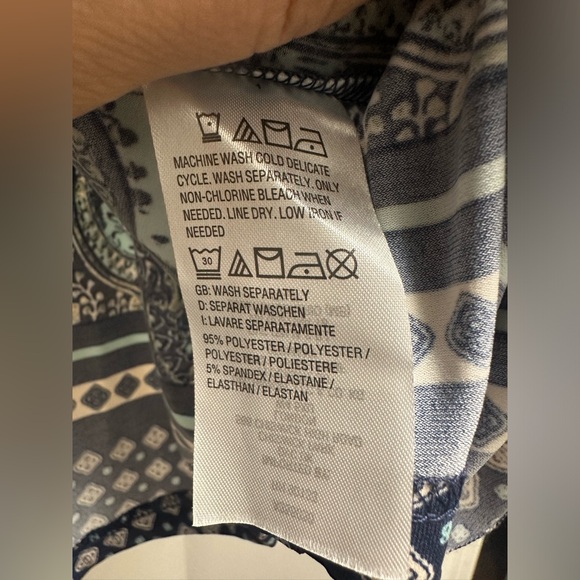 MACHINE WASH COLD DELICATE
CYCLE. WASH SEPARATELY. ONLY
NON-CHLORINE BLEACH WHEN
NEEDED. LINE DRY. LOW IRON IF
NEEDED
30
GB: WASH SEPARATELY
D: SEPARAT WASCHEN
I: LAVARE SEPARATAMENTE
95% POLYESTER / POLYESTER /
POLYESTER / POLIESTERE
5% SPANDEX / ELASTANE /
ELASTHAN / ELASTAN